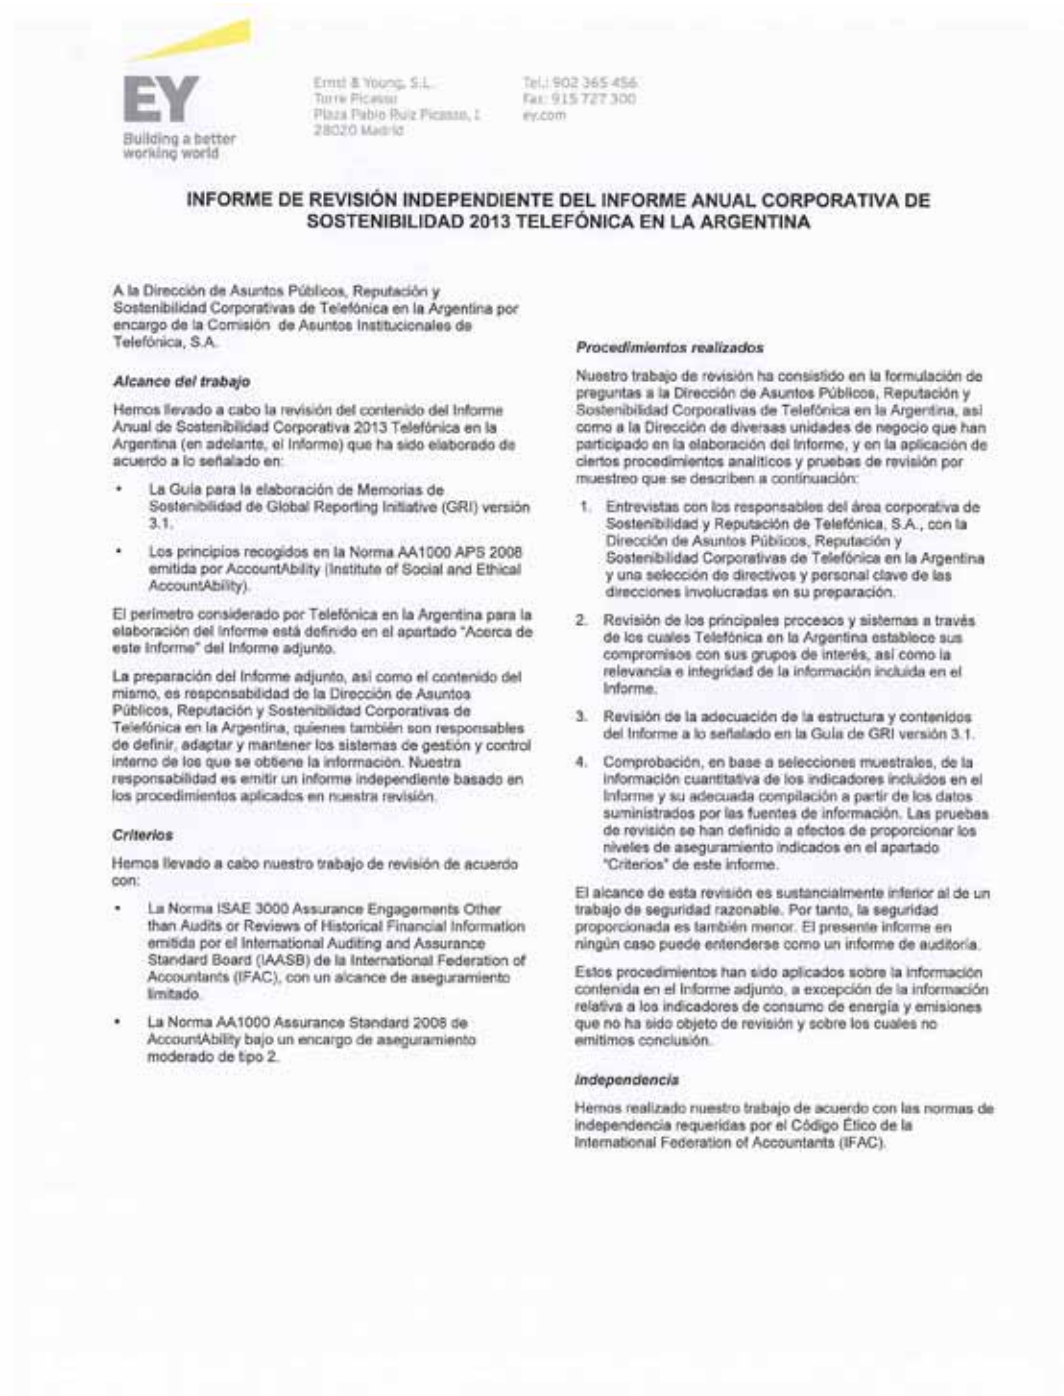 EY
Building a better
working world
Ernst & Young, S.L.
Torre Picasso
Plaza Pablo Ruiz Picasso, 1
28020 Madrid
Tel.: 902 365 456
Fax: 915 727 300
ey.com
INFORME DE REVISIÓN INDEPENDIENTE DEL INFORME ANUAL CORPORATIVA DE
SOSTENIBILIDAD 2013 TELEFÓNICA EN LA ARGENTINA
A la Dirección de Asuntos Públicos, Reputación y
Sostenibilidad Corporativas de Telefónica en la Argentina por
encargo de la Comisión de Asuntos Institucionales de
Telefónica, S.A.
Alcance del trabajo
Hemos llevado a cabo la revisión del contenido del Informe
Anual de Sostenibilidad Corporativa 2013 Telefónica en la
Argentina (en adelante, el Informe) que ha sido elaborado de
acuerdo a lo señalado en:
• La Guía para la elaboración de Memorias de
Sostenibilidad de Global Reporting Initiative (GRI) versión
3.1.
• Los principios recogidos en la Norma AA1000 APS 2008
emitida por AccountAbility (Institute of Social and Ethical
AccountAbility).
El perímetro considerado por Telefónica en la Argentina para la
elaboración del Informe está definido en el apartado "Acerca de
este Informe" del Informe adjunto.
La preparación del Informe adjunto, así como el contenido del
mismo, es responsabilidad de la Dirección de Asuntos
Públicos, Reputación y Sostenibilidad Corporativas de
Telefónica en la Argentina, quienes también son responsables
de definir, adaptar y mantener los sistemas de gestión y control
interno de los que se obtiene la información. Nuestra
responsabilidad es emitir un informe independiente basado en
los procedimientos aplicados en nuestra revisión.
Criterios
Hemos llevado a cabo nuestro trabajo de revisión de acuerdo
con:
• La Norma ISAE 3000 Assurance Engagements Other
than Audits or Reviews of Historical Financial Information
emitida por el International Auditing and Assurance
Standard Board (IAASB) de la International Federation of
Accountants (IFAC), con un alcance de aseguramiento
limitado.
• La Norma AA1000 Assurance Standard 2008 de
AccountAbility bajo un encargo de aseguramiento
moderado de tipo 2.
Procedimientos realizados
Nuestro trabajo de revisión ha consistido en la formulación de
preguntas a la Dirección de Asuntos Públicos, Reputación y
Sostenibilidad Corporativas de Telefónica en la Argentina, así
como a la Dirección de diversas unidades de negocio que han
participado en la elaboración del Informe, y en la aplicación de
ciertos procedimientos analíticos y pruebas de revisión por
muestreo que se describen a continuación:
1. Entrevistas con los responsables del área corporativa de
Sostenibilidad y Reputación de Telefónica, S.A., con la
Dirección de Asuntos Públicos, Reputación y
Sostenibilidad Corporativas de Telefónica en la Argentina
y una selección de directivos y personal clave de las
direcciones involucradas en su preparación.
2. Revisión de los principales procesos y sistemas a través
de los cuales Telefónica en la Argentina establece sus
compromisos con sus grupos de interés, así como la
relevancia e integridad de la información incluida en el
Informe.
3. Revisión de la adecuación de la estructura y contenidos
del Informe a lo señalado en la Guía de GRI versión 3.1.
4. Comprobación, en base a selecciones muestrales, de la
información cuantitativa de los indicadores incluidos en el
Informe y su adecuada compilación a partir de los datos
suministrados por las fuentes de información. Las pruebas
de revisión se han definido a efectos de proporcionar los
niveles de aseguramiento indicados en el apartado
"Criterios" de este informe.
El alcance de esta revisión es sustancialmente inferior al de un
trabajo de seguridad razonable. Por tanto, la seguridad
proporcionada es también menor. El presente informe en
ningún caso puede entenderse como un informe de auditoría.
Estos procedimientos han sido aplicados sobre la información
contenida en el Informe adjunto, a excepción de la información
relativa a los indicadores de consumo de energía y emisiones
que no ha sido objeto de revisión y sobre los cuales no
emitimos conclusión.
Independencia
Hemos realizado nuestro trabajo de acuerdo con las normas de
independencia requeridas por el Código Ético de la
International Federation of Accountants (IFAC).